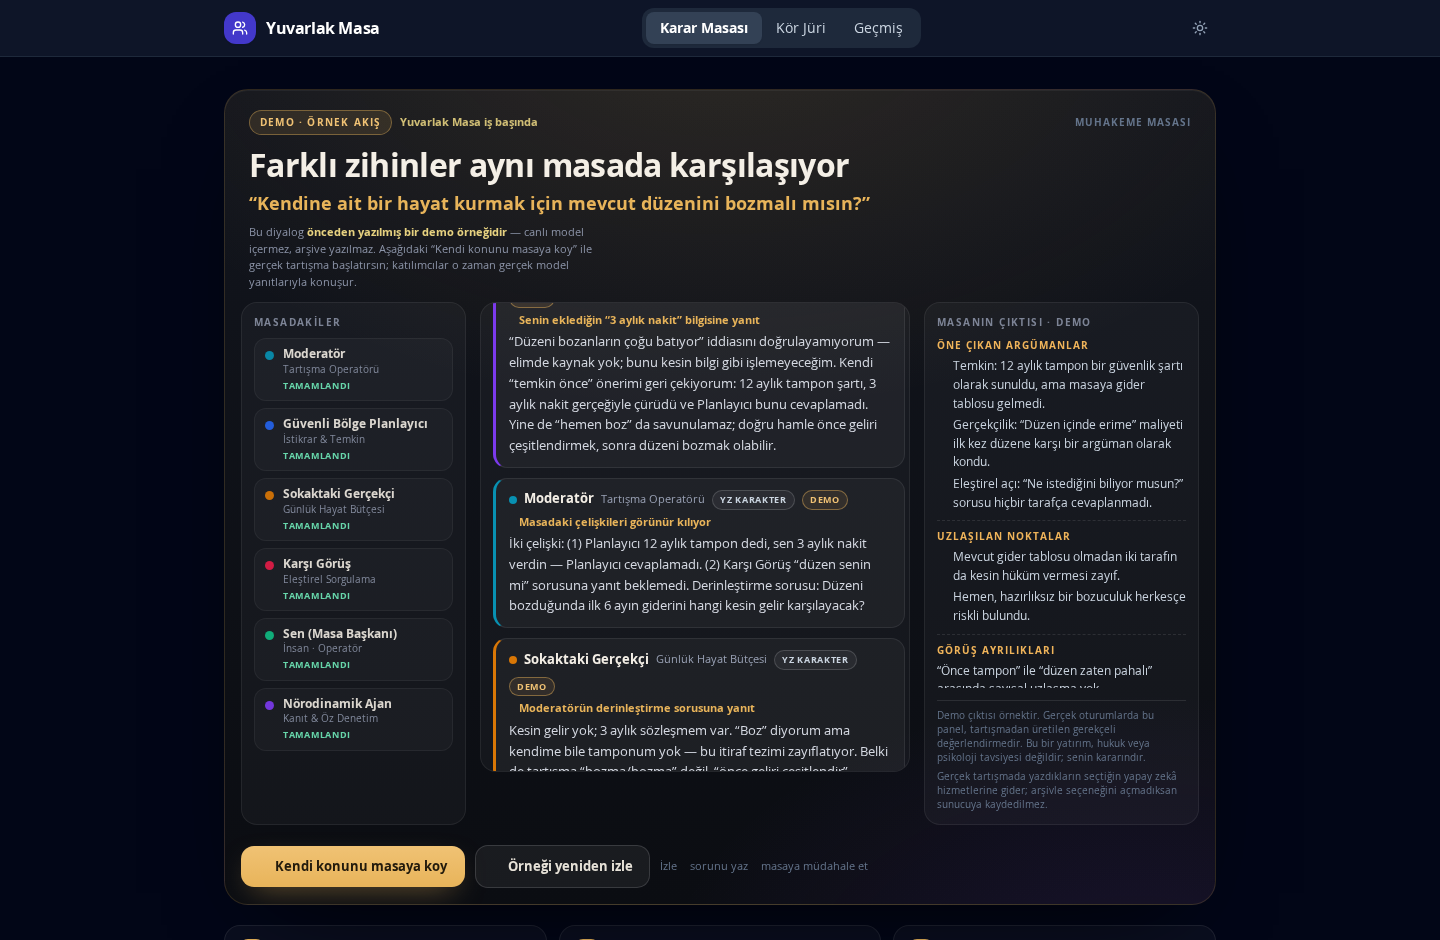 Yuvarlak Masa
Karar Masası
Kör Jüri
Geçmiş
DEMO · ÖRNEK AKIŞ
Yuvarlak Masa iş başında
MUHAKEME MASASI
Farklı zihinler aynı masada karşılaşıyor
“Kendine ait bir hayat kurmak için mevcut düzenini bozmalı mısın?”
Bu diyalog önceden yazılmış bir demo örneğidir — canlı model
içermez, arşive yazılmaz. Aşağıdaki “Kendi konunu masaya koy” ile
gerçek tartışma başlatırsın; katılımcılar o zaman gerçek model
yanıtlarıyla konuşur.
MASADAKİLER
Moderatör
Tartışma Operatörü
TAMAMLANDI
Güvenli Bölge Planlayıcı
İstikrar & Temkin
TAMAMLANDI
Sokaktaki Gerçekçi
Günlük Hayat Bütçesi
TAMAMLANDI
Karşı Görüş
Eleştirel Sorgulama
TAMAMLANDI
Sen (Masa Başkanı)
İnsan · Operatör
TAMAMLANDI
Nörodinamik Ajan
Kanıt & Öz Denetim
TAMAMLANDI
Senin eklediğin “3 aylık nakit” bilgisine yanıt
“Düzeni bozanların çoğu batıyor” iddiasını doğrulayamıyorum —
elimde kaynak yok; bunu kesin bilgi gibi işlemeyeceğim. Kendi
“temkin önce” önerimi geri çekiyorum: 12 aylık tampon şartı, 3
aylık nakit gerçeğiyle çürüdü ve Planlayıcı bunu cevaplamadı.
Yine de “hemen boz” da savunulamaz; doğru hamle önce geliri
çeşitlendirmek, sonra düzeni bozmak olabilir.
Moderatör Tartışma Operatörü YZ KARAKTER DEMO
Masadaki çelişkileri görünür kılıyor
İki çelişki: (1) Planlayıcı 12 aylık tampon dedi, sen 3 aylık nakit
verdin — Planlayıcı cevaplamadı. (2) Karşı Görüş “düzen senin
mi” sorusuna yanıt beklemedi. Derinleştirme sorusu: Düzeni
bozduğunda ilk 6 ayın giderini hangi kesin gelir karşılayacak?
Sokaktaki Gerçekçi Günlük Hayat Bütçesi YZ KARAKTER
DEMO
Moderatörün derinleştirme sorusuna yanıt
Kesin gelir yok; 3 aylık sözleşmem var. “Boz” diyorum ama
kendime bile tamponum yok — bu itiraf tezimi zayıflatıyor. Belki
de tartışma “bozma/bozma” değil, “önce geliri çeşitlendir”
MASANIN ÇIKTISI · DEMO
ÖNE ÇIKAN ARGÜMANLAR
Temkin: 12 aylık tampon bir güvenlik şartı
olarak sunuldu, ama masaya gider
tablosu gelmedi.
Gerçekçilik: “Düzen içinde erime” maliyeti
ilk kez düzene karşı bir argüman olarak
kondu.
Eleştirel açı: “Ne istediğini biliyor musun?”
sorusu hiçbir tarafça cevaplanmadı.
UZLAŞILAN NOKTALAR
Mevcut gider tablosu olmadan iki tarafın
da kesin hüküm vermesi zayıf.
Hemen, hazırlıksız bir bozuculuk herkesçe
riskli bulundu.
GÖRÜŞ AYRILIKLARI
“Önce tampon” ile “düzen zaten pahalı”
arasında sayısal uzlaşma yok.
Demo çıktısı örnektir. Gerçek oturumlarda bu
panel, tartışmadan üretilen gerekçeli
değerlendirmedir. Bu bir yatırım, hukuk veya
psikoloji tavsiyesi değildir; senin kararındır.
Gerçek tartışmada yazdıkların seçtiğin yapay zekâ
hizmetlerine gider; arşivle seçeneğini açmadıksan
sunucuya kaydedilmez.
Kendi konunu masaya koy
Örneği yeniden izle
İzle
sorunu yaz
masaya müdahale et